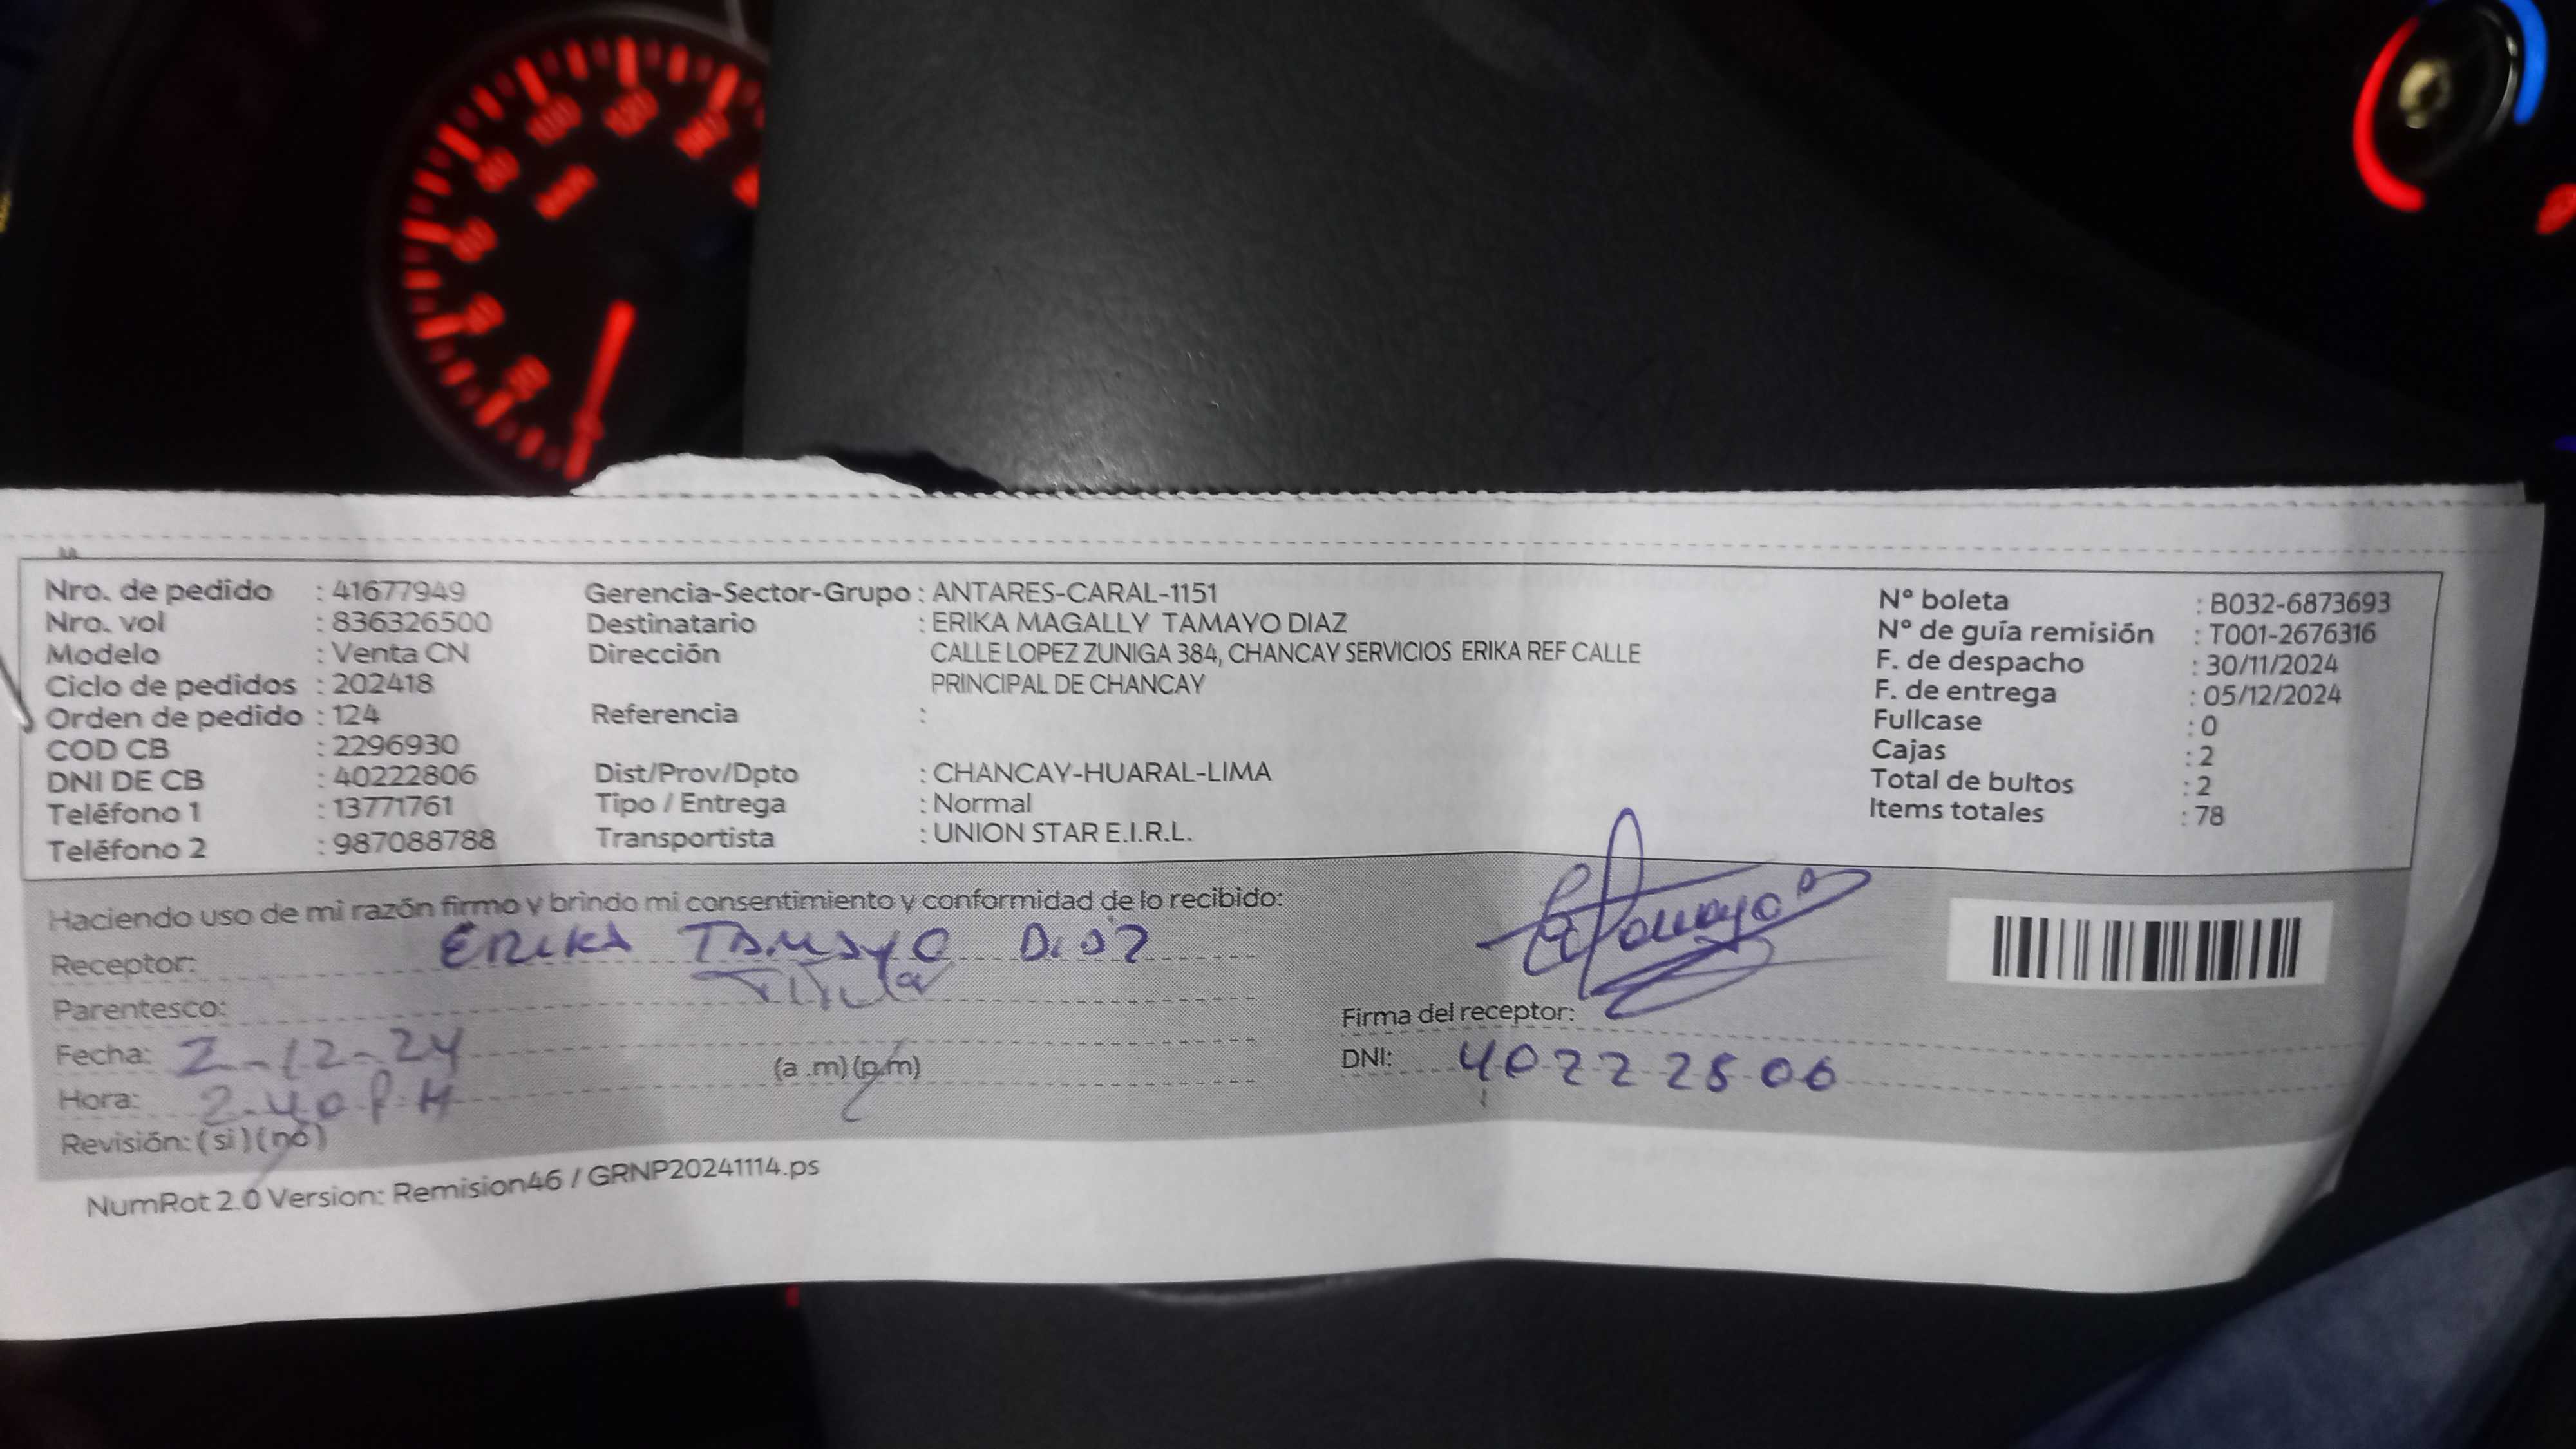 Nro. de pedido : 41677949
Nro. vol : 836326500
Modelo : Venta CN
Ciclo de pedidos : 202418
Orden de pedido : 124
COD CB : 2296930
DNI DE CB : 40222806
Teléfono 1 : 13771761
Teléfono 2 : 987088788
Gerencia-Sector-Grupo : ANTARES-CARAL-1151
Destinatario : ERIKA MAGALLY TAMAYO DIAZ
Dirección CALLE LOPEZ ZUNIGA 384, CHANCAY SERVICIOS ERIKA REF CALLE
PRINCIPAL DE CHANCAY
Referencia :
Dist/Prov/Dpto : CHANCAY-HUARAL-LIMA
Tipo / Entrega : Normal
Transportista : UNION STAR E.I.R.L.
Nº boleta : B032-6873693
Nº de guía remisión : T001-2676316
F. de despacho : 30/11/2024
F. de entrega : 05/12/2024
Fullcase : 0
Cajas : 2
Total de bultos : 2
Items totales : 78
Haciendo uso de mi razón firmo y brindo mi consentimiento y conformidad de lo recibido:
Receptor: ERIKA TAMAYO DIAZ
Parentesco: Titular
Fecha: 2-12-24
Hora: 2-40 P.M (a .m) (p.m)
Revisión: (si) (no)
Firma del receptor:
DNI: 40222806
NumRot 2.0 Version: Remision46 / GRNP20241114.ps